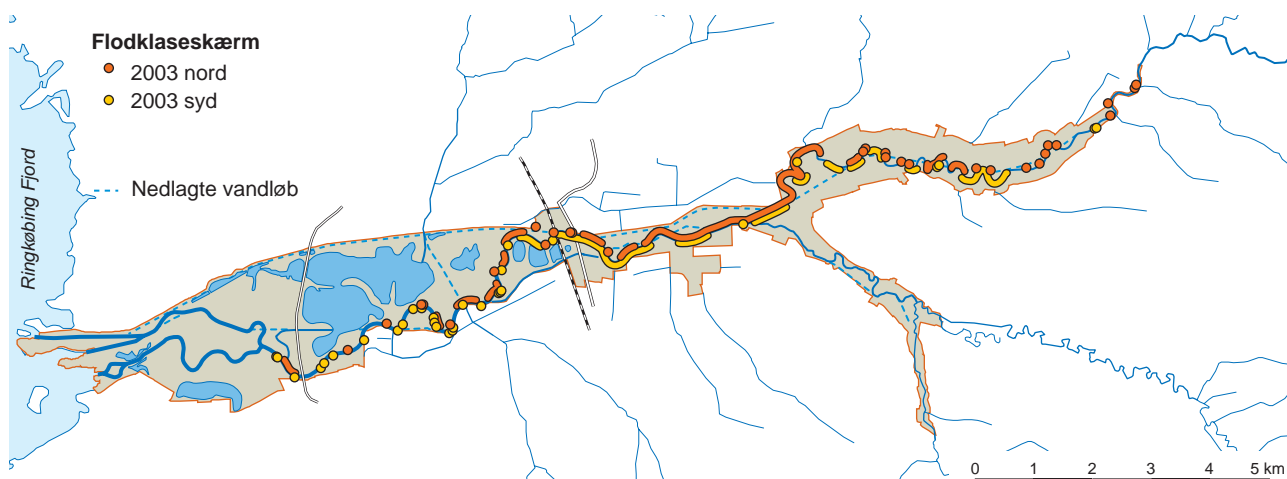 Flodklaseskærm
2003 nord
2003 syd
Nedlagte vandløb
Ringkøbing Fjord
0 1 2 3 4 5 km